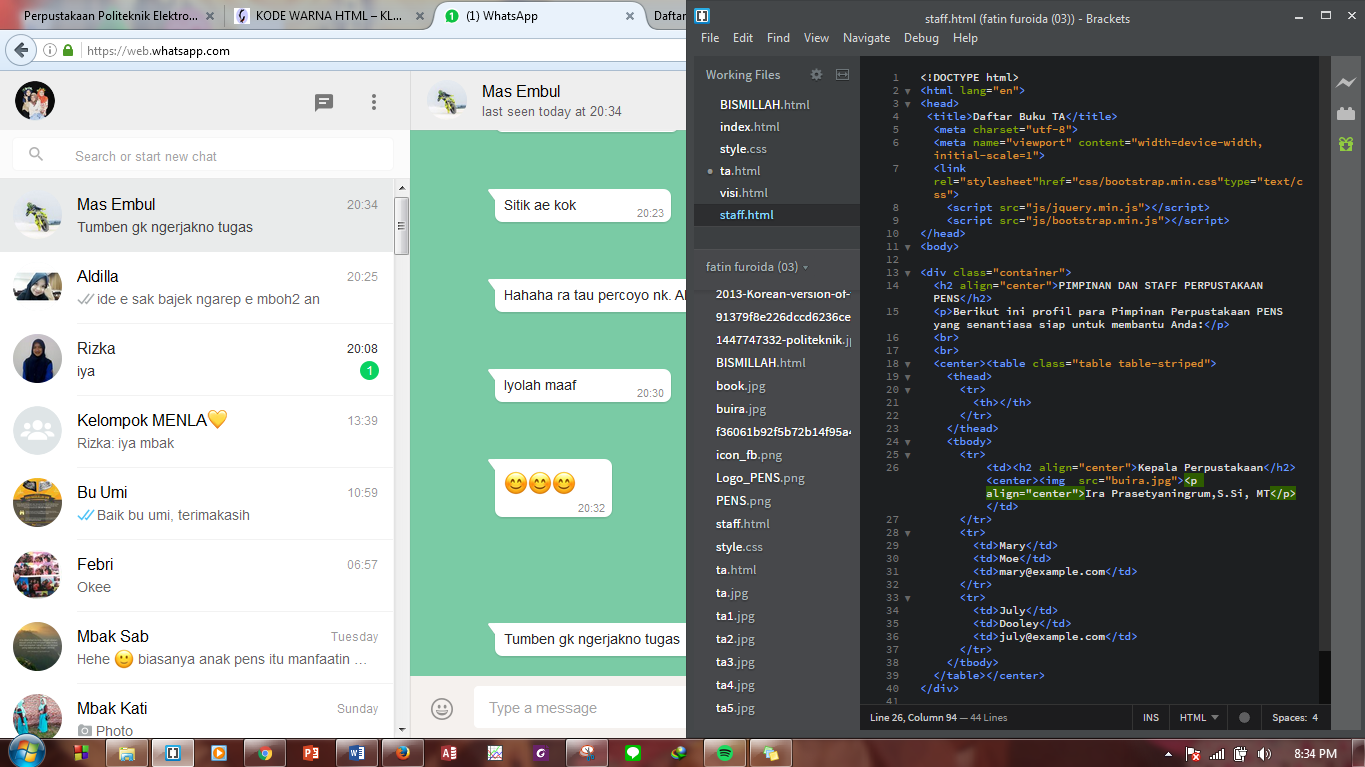 Perpustakaan Politeknik Elektro...
KODE WARNA HTML – KL...
1
(1) WhatsApp
Daftar
https://web.whatsapp.com
Search or start new chat
Mas Embul
20:34
Tumben gk ngerjakno tugas
Aldilla
20:25
ide e sak bajek ngarep e mboh2 an
Rizka
20:08
iya
1
Kelompok MENLA💛
13:39
Rizka: iya mbak
Bu Umi
10:59
Baik bu umi, terimakasih
Febri
06:57
Okee
Mbak Sab
Tuesday
Hehe 🙂 biasanya anak pens itu manfaatin …
Mbak Kati
Sunday
Photo
Mas Embul
last seen today at 20:34
Sitik ae kok
20:23
Hahaha ra tau percoyo nk. Al
Iyolah maaf
20:30
😊😊😊
20:32
Tumben gk ngerjakno tugas
Type a message
staff.html (fatin furoida (03)) - Brackets
File Edit Find View Navigate Debug Help
Working Files
BISMILLAH.html
index.html
style.css
ta.html
visi.html
staff.html
fatin furoida (03)
2013-Korean-version-of-
91379f8e226dccd6236ce
1447747332-politeknik.j
BISMILLAH.html
book.jpg
buira.jpg
f36061b92f5b72b14f95a4
icon_fb.png
Logo_PENS.png
PENS.png
staff.html
style.css
ta.html
ta.jpg
ta1.jpg
ta2.jpg
ta3.jpg
ta4.jpg
ta5.jpg
1 <!DOCTYPE html>
2 <html lang="en">
3 <head>
4 <title>Daftar Buku TA</title>
5 <meta charset="utf-8">
6 <meta name="viewport" content="width=device-width,
initial-scale=1">
7 <link
rel="stylesheet"href="css/bootstrap.min.css"type="text/c
ss">
8 <script src="js/jquery.min.js"></script>
9 <script src="js/bootstrap.min.js"></script>
10 </head>
11 <body>
12
13 <div class="container">
14 <h2 align="center">PIMPINAN DAN STAFF PERPUSTAKAAN
PENS</h2>
15 <p>Berikut ini profil para Pimpinan Perpustakaan PENS
yang senantiasa siap untuk membantu Anda:</p>
16 <br>
17 <br>
18 <center><table class="table table-striped">
19 <thead>
20 <tr>
21 <th></th>
22 </tr>
23 </thead>
24 <tbody>
25 <tr>
26 <td><h2 align="center">Kepala Perpustakaan</h2>
<center><img  src="buira.jpg"><p
align="center">Ira Prasetyaningrum,S.Si, MT</p>
</td>
27 </tr>
28 <tr>
29 <td>Mary</td>
30 <td>Moe</td>
31 <td>mary@example.com</td>
32 </tr>
33 <tr>
34 <td>July</td>
35 <td>Dooley</td>
36 <td>july@example.com</td>
37 </tr>
38 </tbody>
39 </table></center>
40 </div>
41
Line 26, Column 94 — 44 Lines
INS
HTML
Spaces: 4
8:34 PM